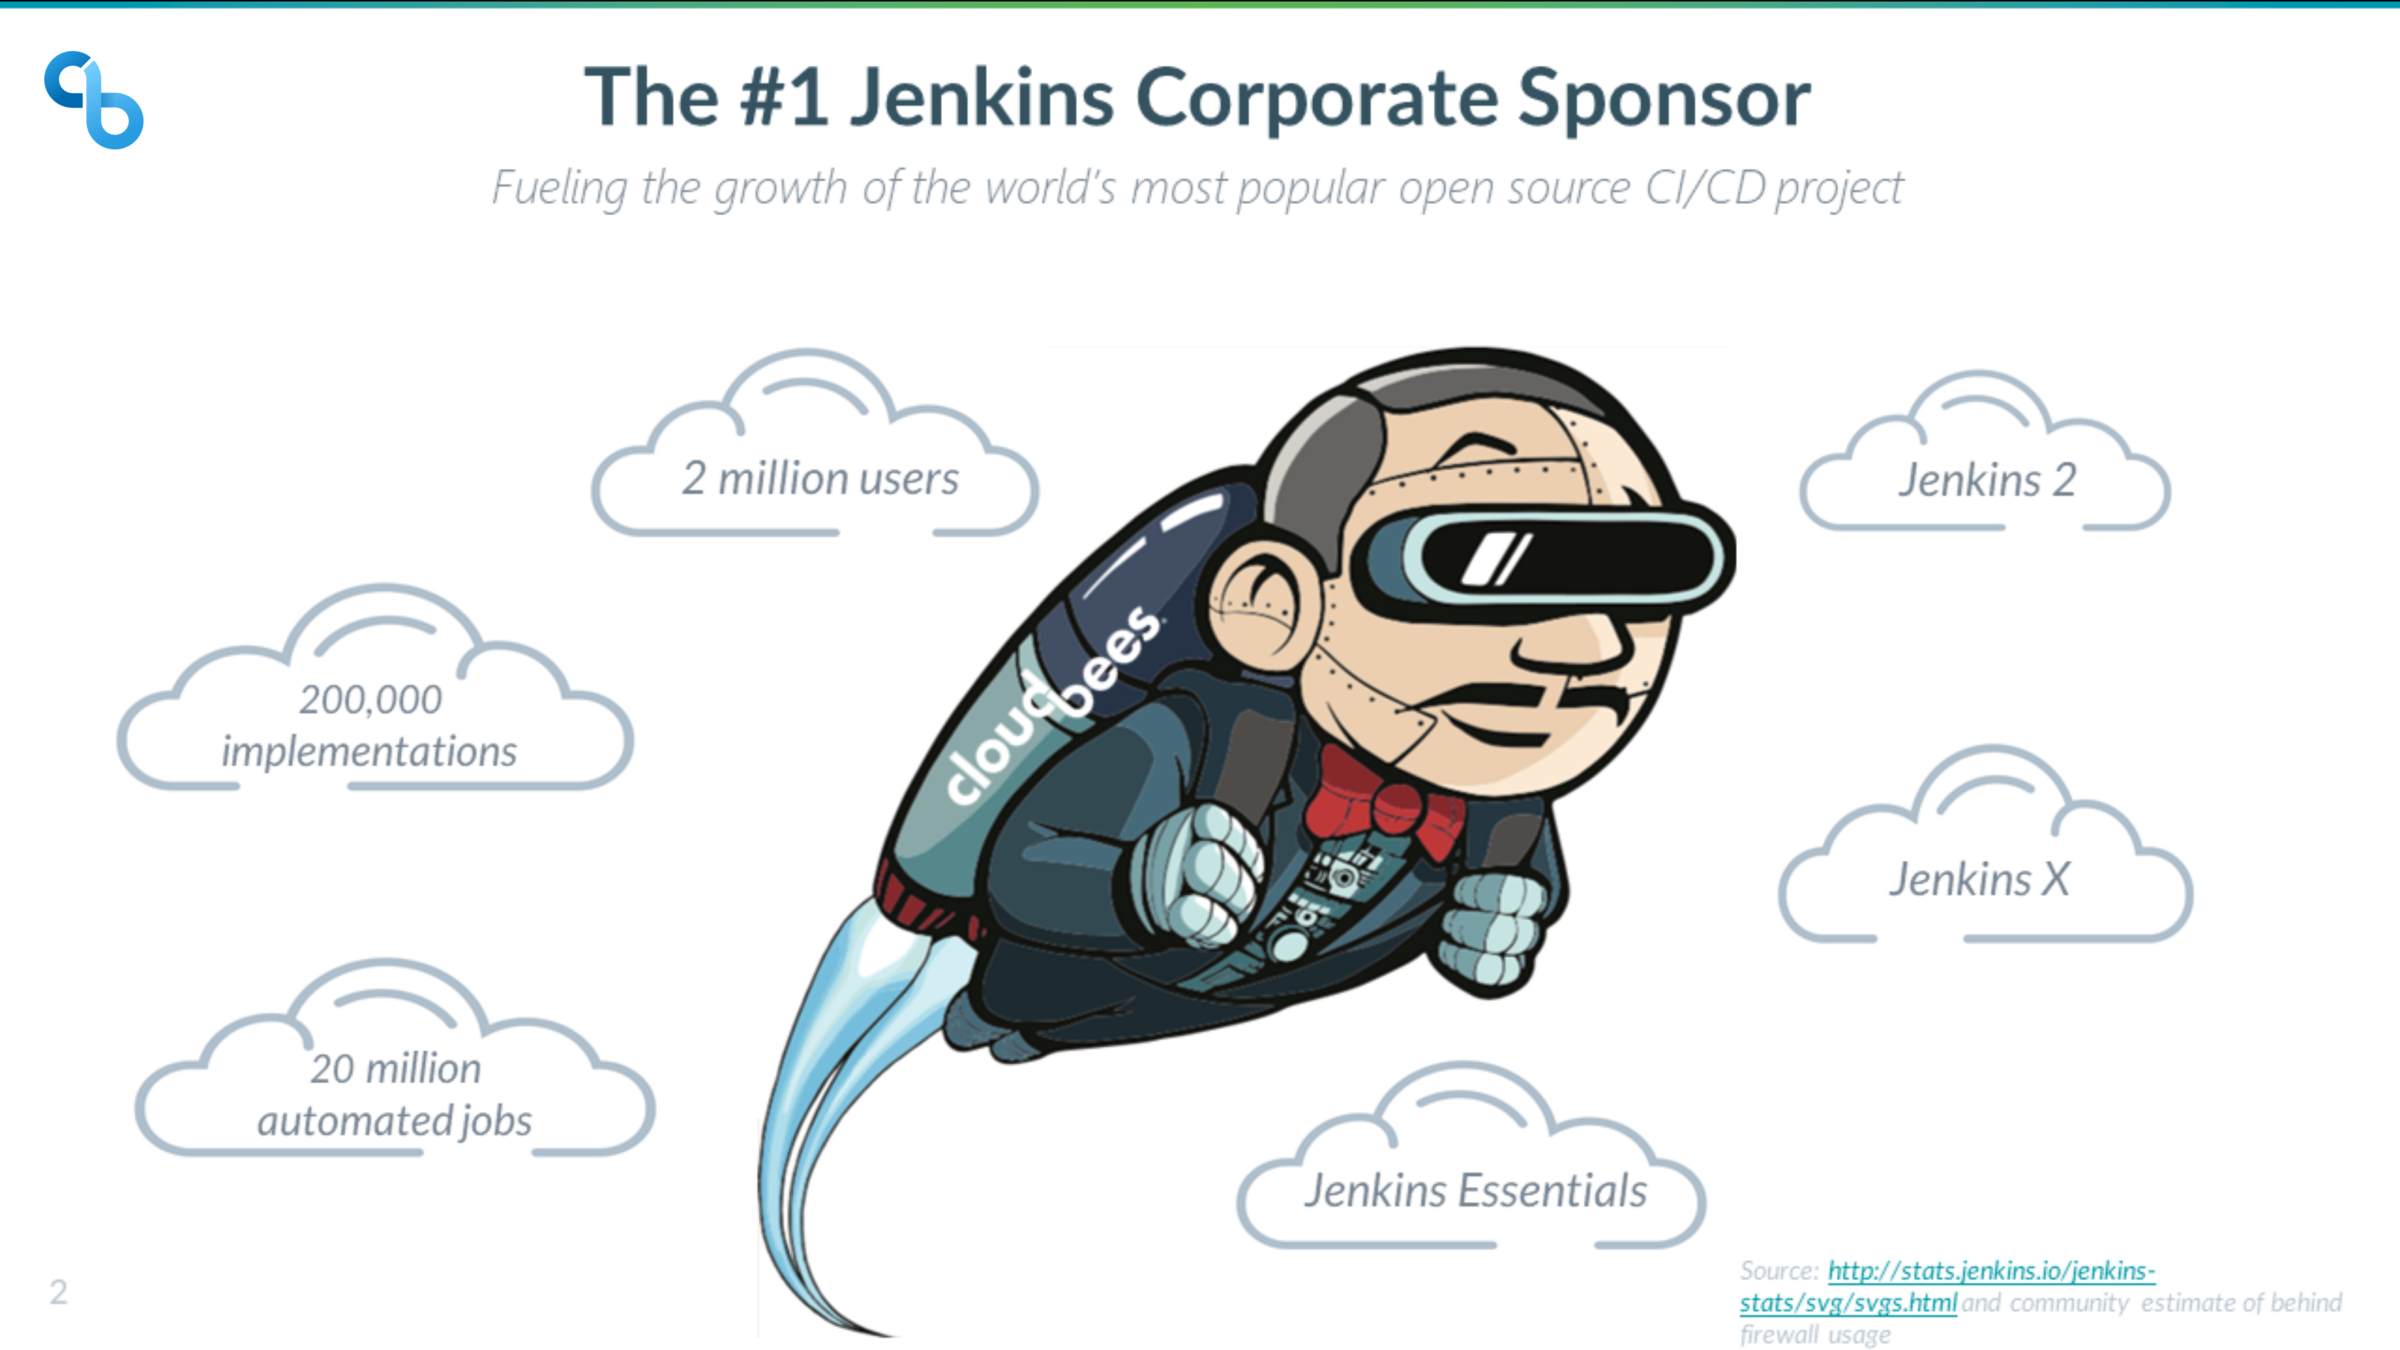 The #1 Jenkins Corporate Sponsor
Fueling the growth of the world's most popular open source CI/CD project
2 million users
Jenkins 2
cloudbees
200,000
implementations
Jenkins X
20 million
automated jobs
Jenkins Essentials
Source: http://stats.jenkins.io/jenkins-
stats/svg/svgs.html and community estimate of behind
firewall usage
2